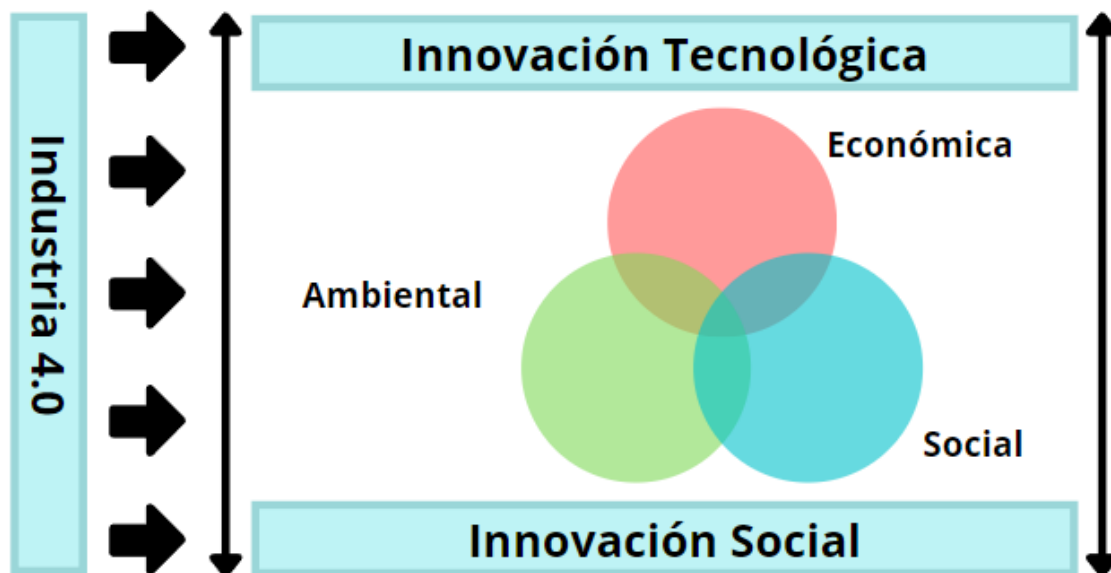 Industria 4.0
Innovación Tecnológica
Económica
Ambiental
Social
Innovación Social